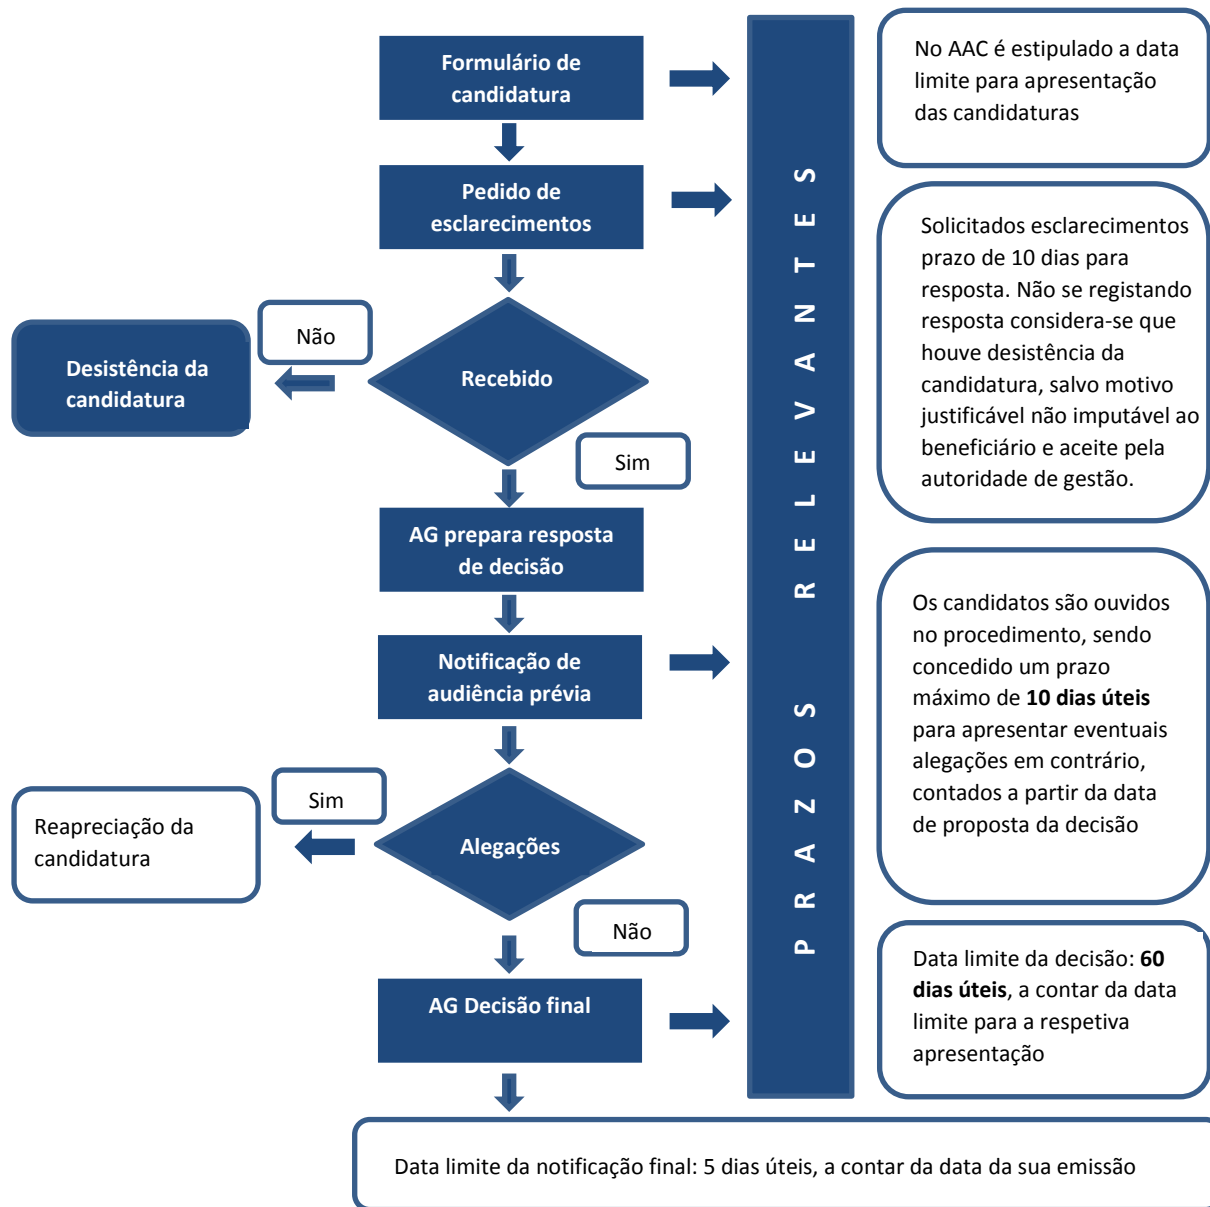 Formulário de
candidatura
No AAC é estipulado a data
limite para apresentação
das candidaturas
Pedido de
esclarecimentos
Solicitados esclarecimentos
prazo de 10 dias para
resposta. Não se registando
resposta considera-se que
houve desistência da
candidatura, salvo motivo
justificável não imputável ao
beneficiário e aceite pela
autoridade de gestão.
Não
Desistência da
candidatura
Recebido
Sim
AG prepara resposta
de decisão
Notificação de
audiência prévia
Os candidatos são ouvidos
no procedimento, sendo
concedido um prazo
máximo de 10 dias úteis
para apresentar eventuais
alegações em contrário,
contados a partir da data
de proposta da decisão
Sim
Reapreciação da
candidatura
Alegações
Não
AG Decisão final
Data limite da decisão: 60
dias úteis, a contar da data
limite para a respetiva
apresentação
PRAZOS RELEVANTES
Data limite da notificação final: 5 dias úteis, a contar da data da sua emissão